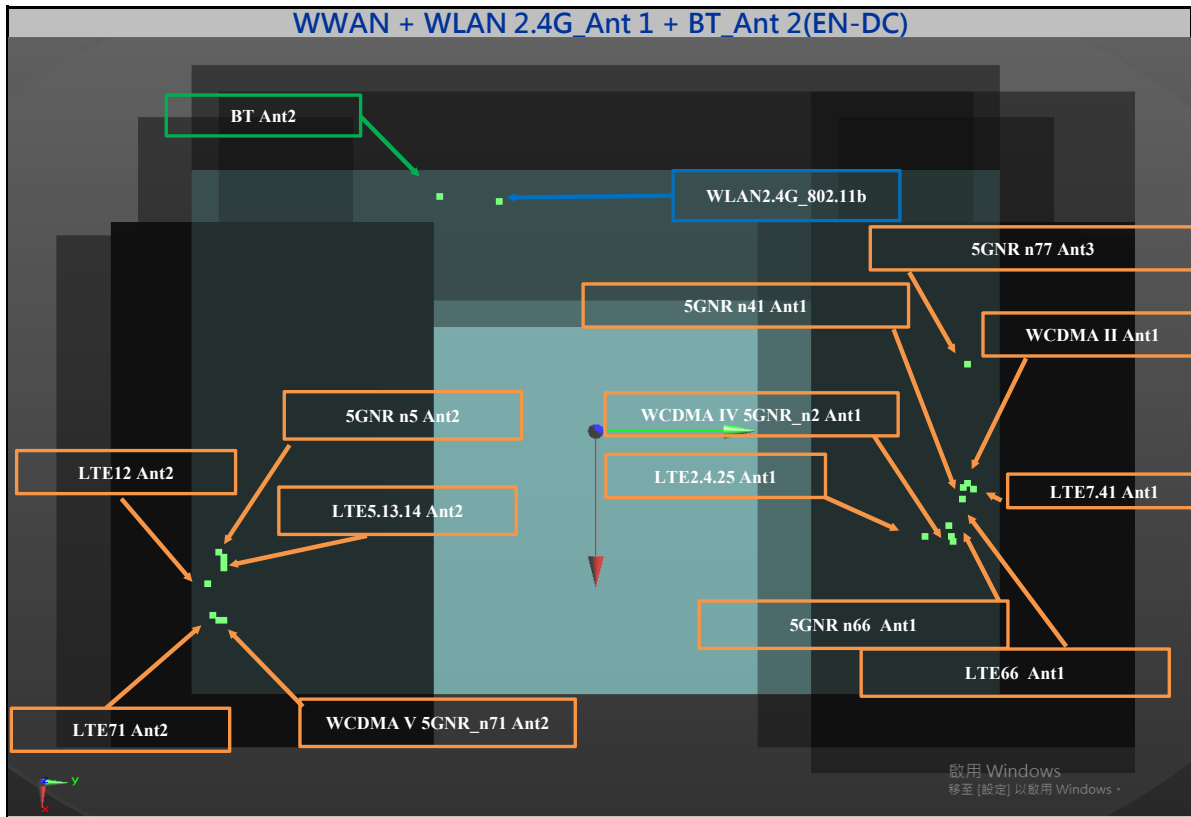 WWAN + WLAN 2.4G_Ant 1 + BT_Ant 2(EN-DC)
BT Ant2
WLAN2.4G_802.11b
5GNR n77 Ant3
5GNR n41 Ant1
WCDMA II Ant1
5GNR n5 Ant2
WCDMA IV 5GNR_n2 Ant1
LTE12 Ant2
LTE2.4.25 Ant1
LTE7.41 Ant1
LTE5.13.14 Ant2
5GNR n66 Ant1
LTE66 Ant1
LTE71 Ant2
WCDMA V 5GNR_n71 Ant2
啟用 Windows
移至 [設定] 以啟用 Windows。
y
x